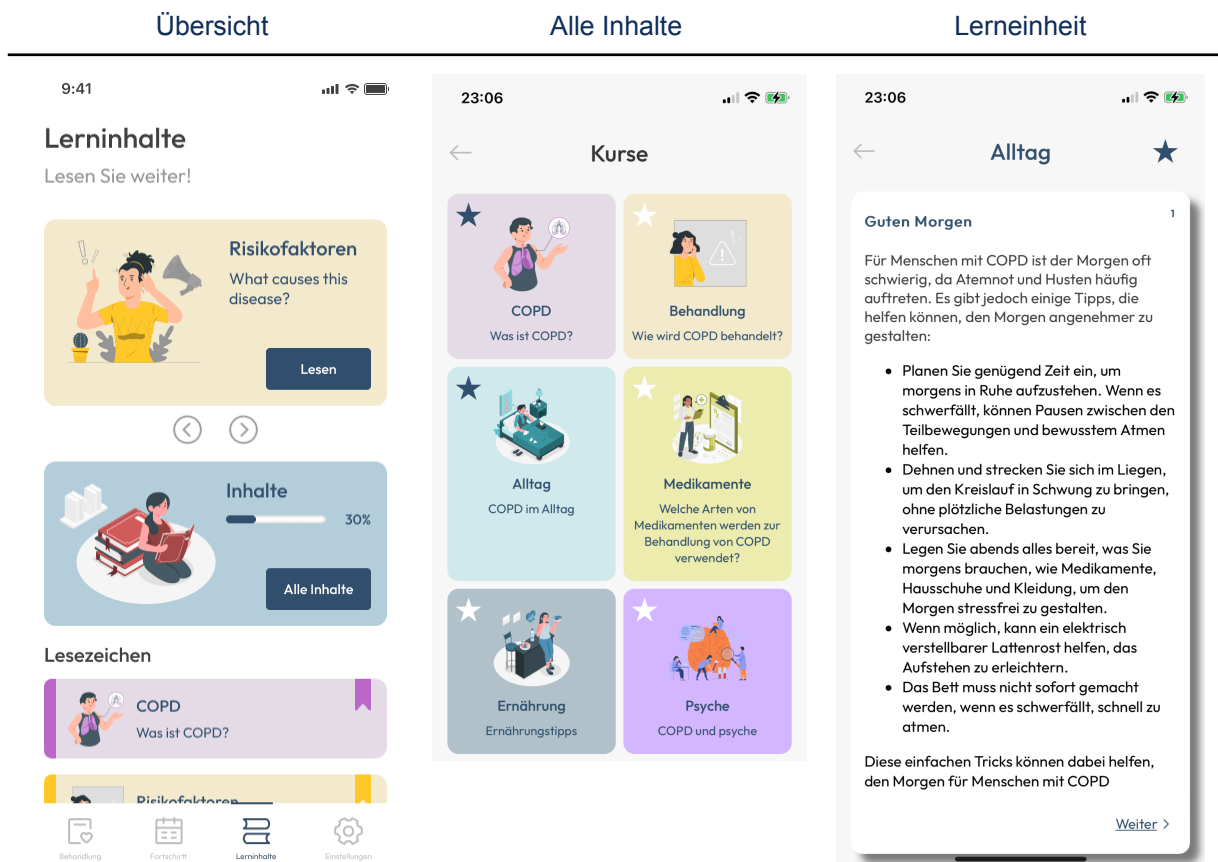 Übersicht
Alle Inhalte
Lerneinheit
9:41
Lerninhalte
Lesen Sie weiter!
Risikofaktoren
What causes this
disease?
Lesen
Inhalte
30%
Alle Inhalte
Lesezeichen
COPD
Was ist COPD?
Risikofaktoren
Behandlung
Fortschirtt
Lerninhalte
Einstellungen
23:06
Kurse
COPD
Was ist COPD?
Behandlung
Wie wird COPD behandelt?
Alltag
COPD im Alltag
Medikamente
Welche Arten von
Medikamenten werden zur
Behandlung von COPD
verwendet?
Ernährung
Ernährungstipps
Psyche
COPD und psyche
23:06
Alltag
Guten Morgen
1
Für Menschen mit COPD ist der Morgen oft
schwierig, da Atemnot und Husten häufig
auftreten. Es gibt jedoch einige Tipps, die
helfen können, den Morgen angenehmer zu
gestalten:
• Planen Sie genügend Zeit ein, um
morgens in Ruhe aufzustehen. Wenn es
schwerfällt, können Pausen zwischen den
Teilbewegungen und bewusstem Atmen
helfen.
• Dehnen und strecken Sie sich im Liegen,
um den Kreislauf in Schwung zu bringen,
ohne plötzliche Belastungen zu
verursachen.
• Legen Sie abends alles bereit, was Sie
morgens brauchen, wie Medikamente,
Hausschuhe und Kleidung, um den
Morgen stressfrei zu gestalten.
• Wenn möglich, kann ein elektrisch
verstellbarer Lattenrost helfen, das
Aufstehen zu erleichtern.
• Das Bett muss nicht sofort gemacht
werden, wenn es schwerfällt, schnell zu
atmen.
Diese einfachen Tricks können dabei helfen,
den Morgen für Menschen mit COPD
Weiter >